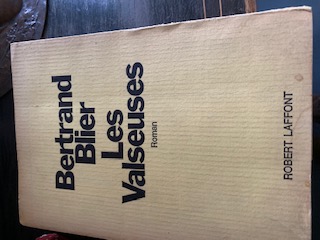 Bertrand
Blier
Les
Valseuses
Roman
ROBERT LAFFONT